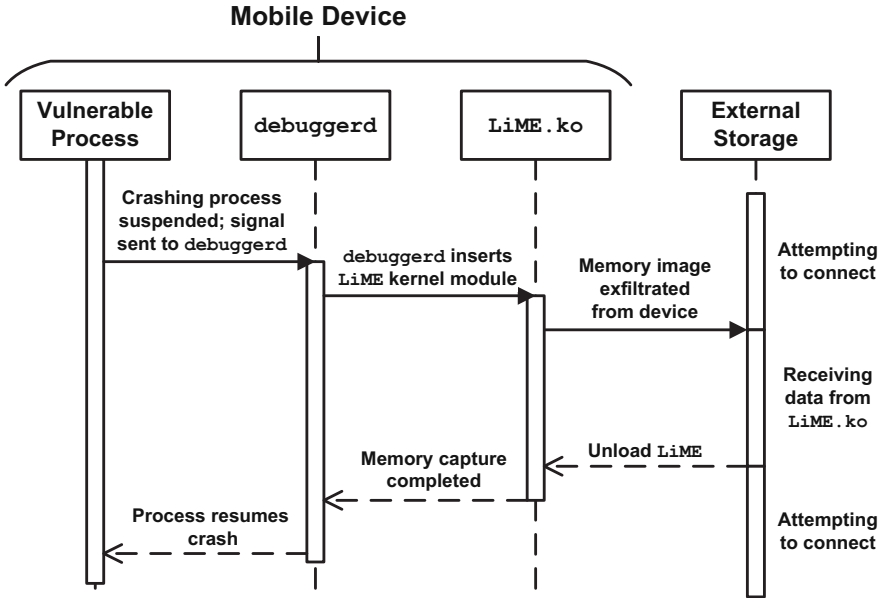 Mobile Device
Vulnerable
Process
debuggerd
LiME.ko
External
Storage
Crashing process
suspended; signal
sent to debuggerd
debuggerd inserts
LiME kernel module
Memory image
exfiltrated
from device
Attempting
to connect
Receiving
data from
LiME.ko
Unload LiME
Memory capture
completed
Process resumes
crash
Attempting
to connect